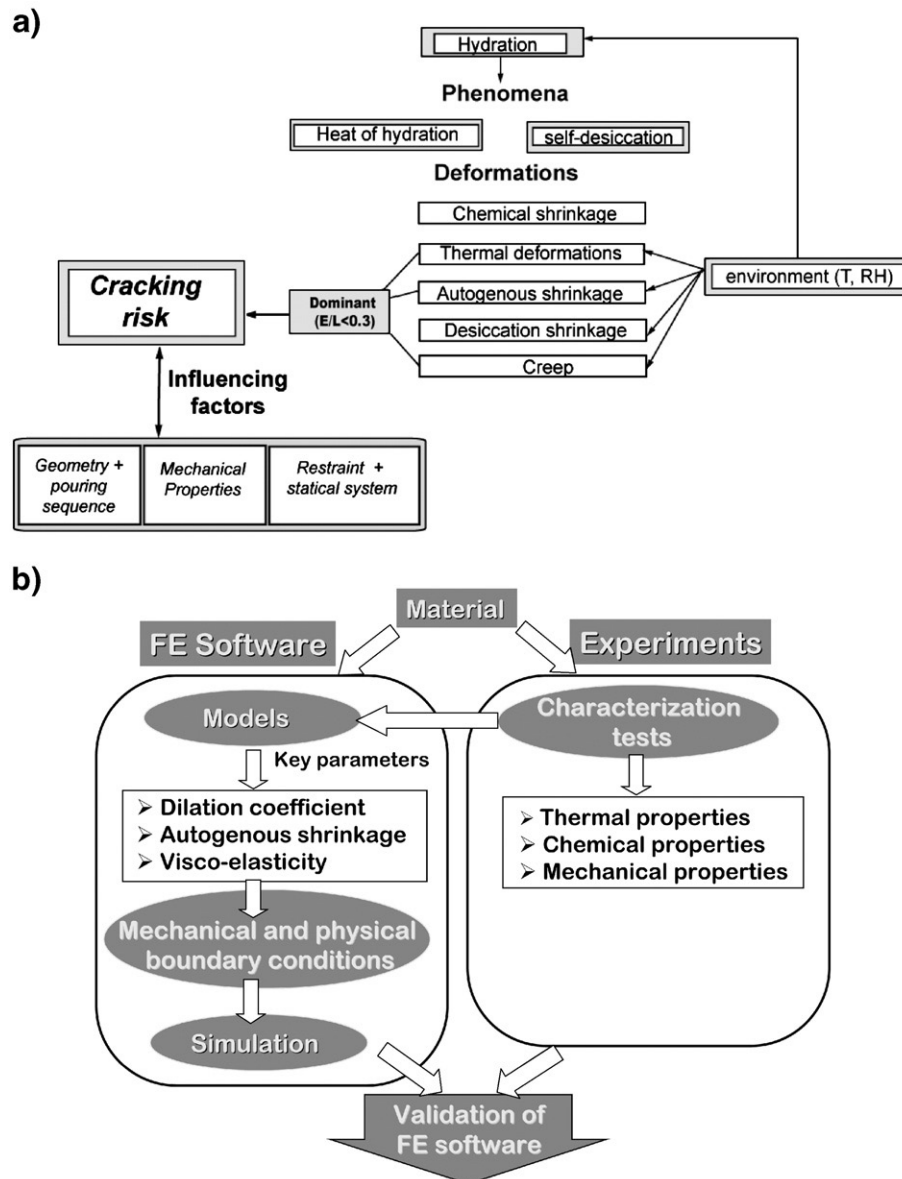 a)
Hydration
Phenomena
Heat of hydration
self-desiccation
Deformations
Chemical shrinkage
Thermal deformations
Autogenous shrinkage
Desiccation shrinkage
Creep
environment (T, RH)
Dominant
(E/L<0.3)
Cracking
risk
Influencing
factors
Geometry +
pouring
sequence
Mechanical
Properties
Restraint +
statical system
b)
Material
FE Software
Experiments
Models
Key parameters
➢ Dilation coefficient
➢ Autogenous shrinkage
➢ Visco-elasticity
Mechanical and physical
boundary conditions
Simulation
Characterization
tests
➢ Thermal properties
➢ Chemical properties
➢ Mechanical properties
Validation of
FE software